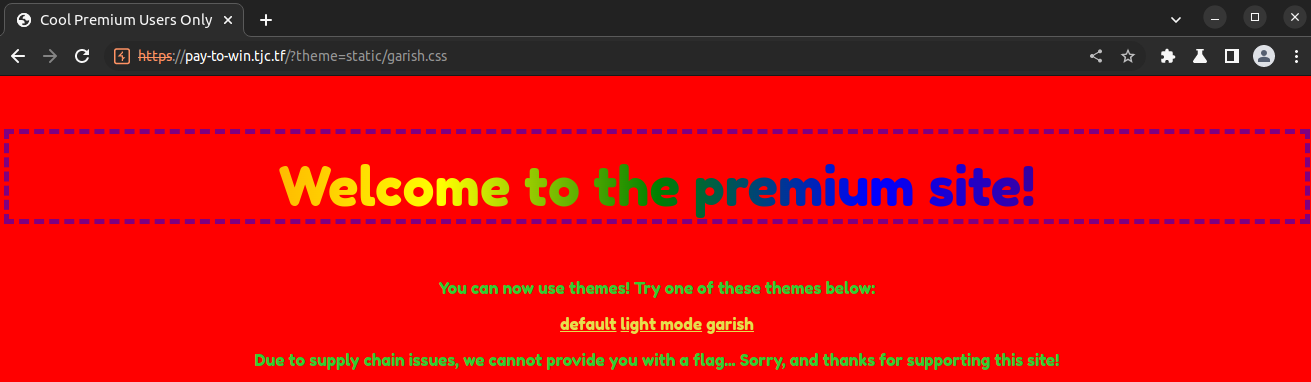 Cool Premium Users Only
https://pay-to-win.tjc.tf/?theme=static/garish.css
Welcome to the premium site!
You can now use themes! Try one of these themes below:
default light mode garish
Due to supply chain issues, we cannot provide you with a flag... Sorry, and thanks for supporting this site!